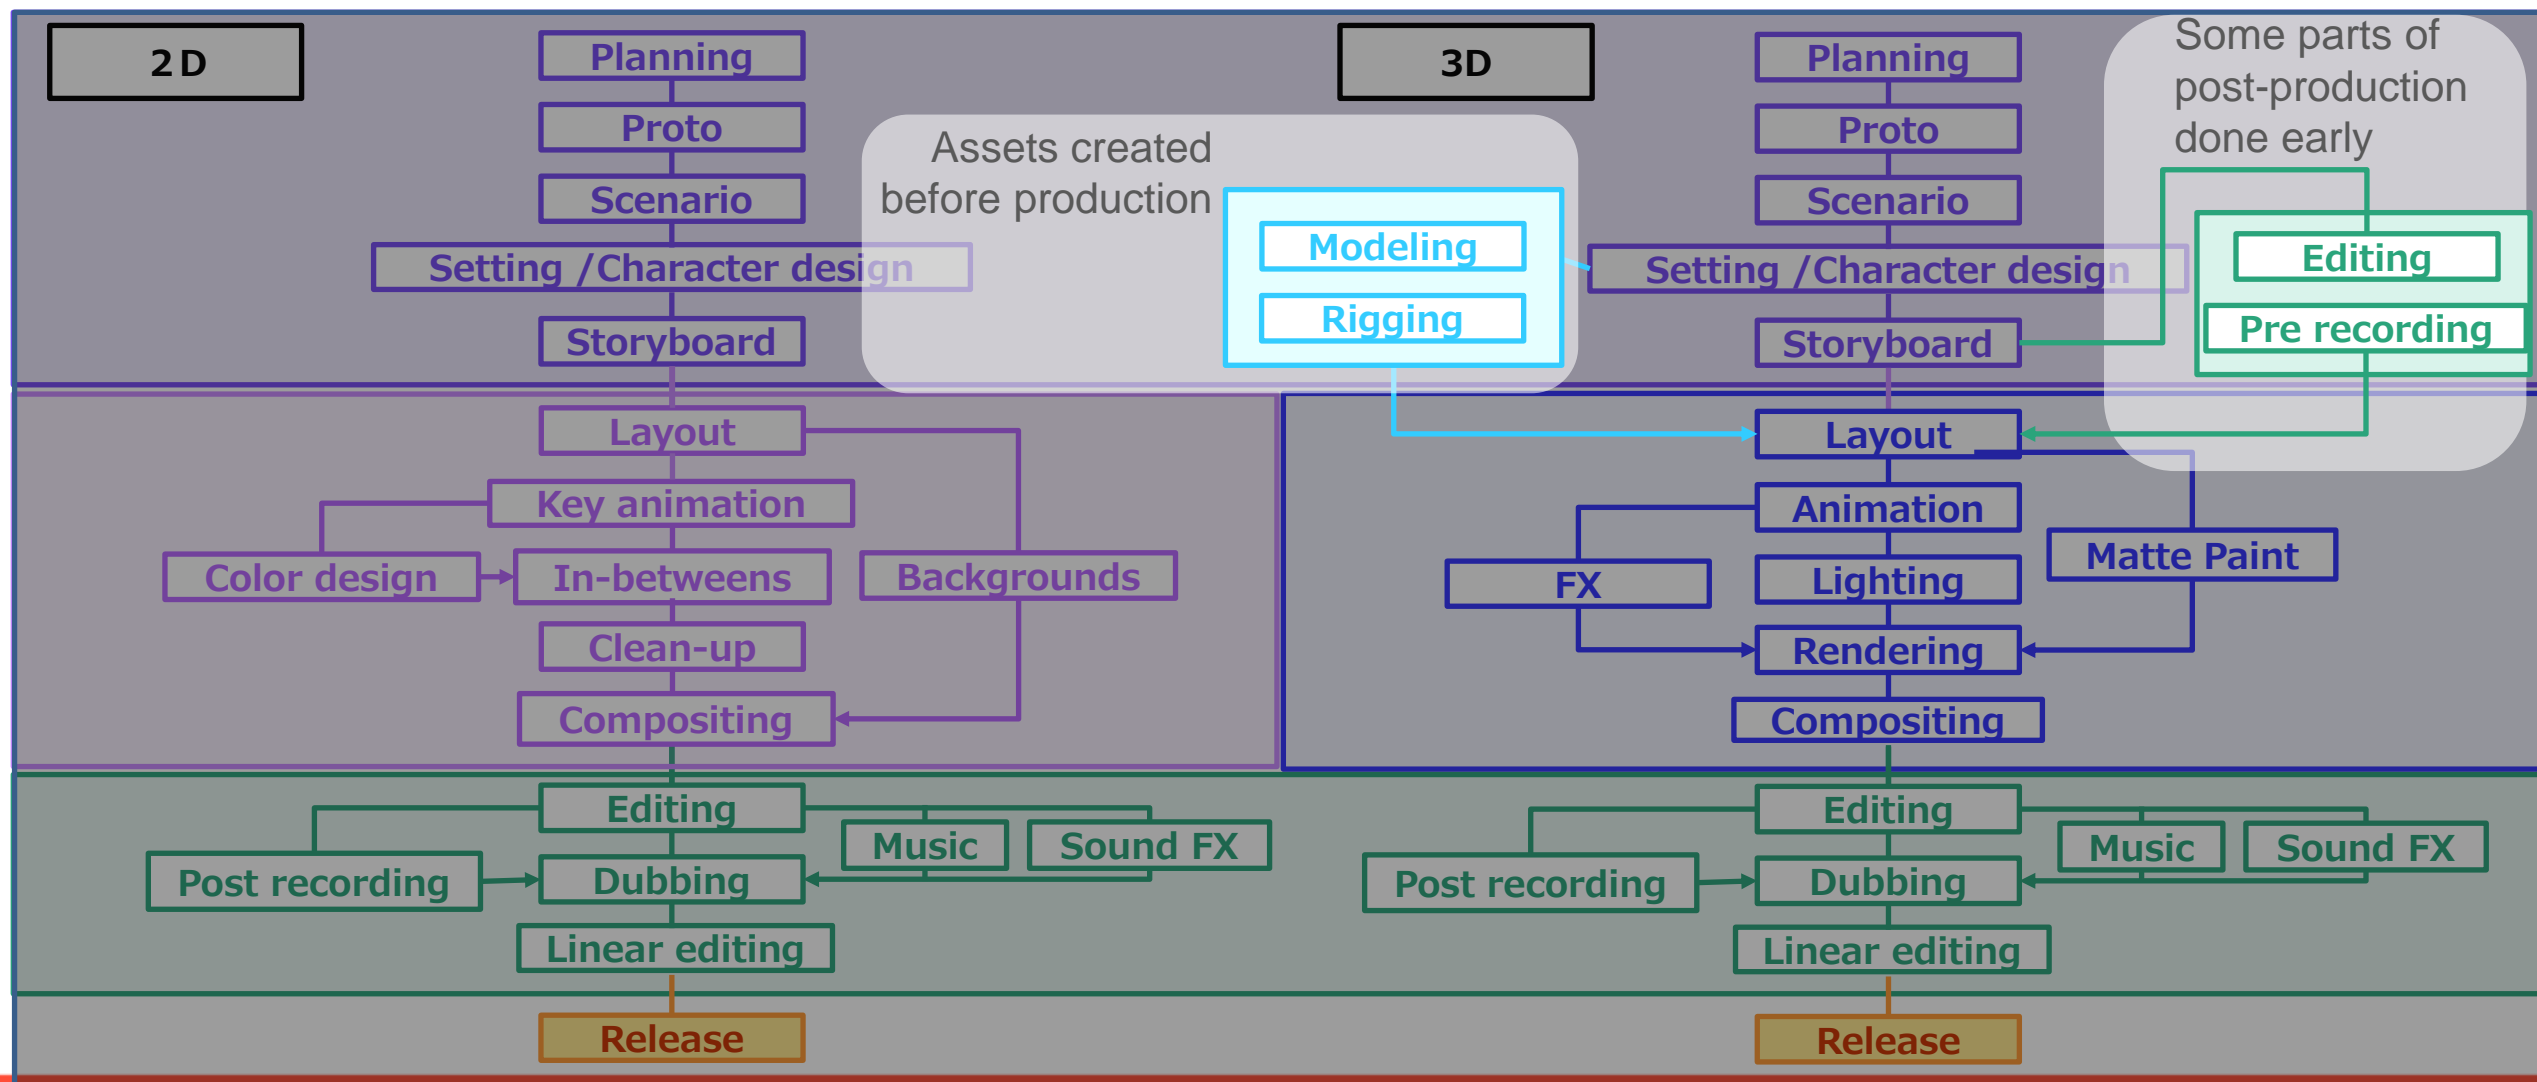 2D
Planning
Proto
Scenario
Setting /Character design
Storyboard
Assets created
before production
Modeling
Rigging
Layout
Key animation
Color design
In-betweens
Backgrounds
Clean-up
Compositing
Editing
Music
Sound FX
Post recording
Dubbing
Linear editing
Release
3D
Planning
Proto
Scenario
Setting /Character design
Storyboard
Some parts of
post-production
done early
Editing
Pre recording
Layout
Animation
FX
Lighting
Matte Paint
Rendering
Compositing
Editing
Music
Sound FX
Post recording
Dubbing
Linear editing
Release